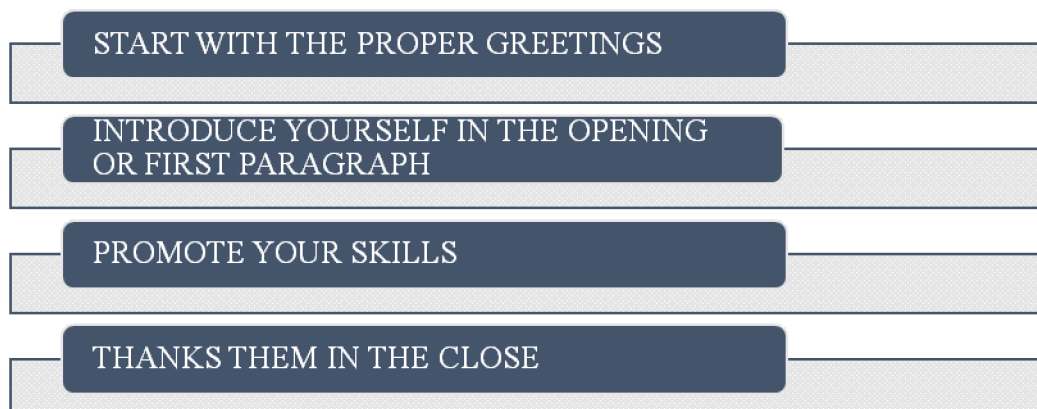 START WITH THE PROPER GREETINGS
INTRODUCE YOURSELF IN THE OPENING
OR FIRST PARAGRAPH
PROMOTE YOUR SKILLS
THANKS THEM IN THE CLOSE